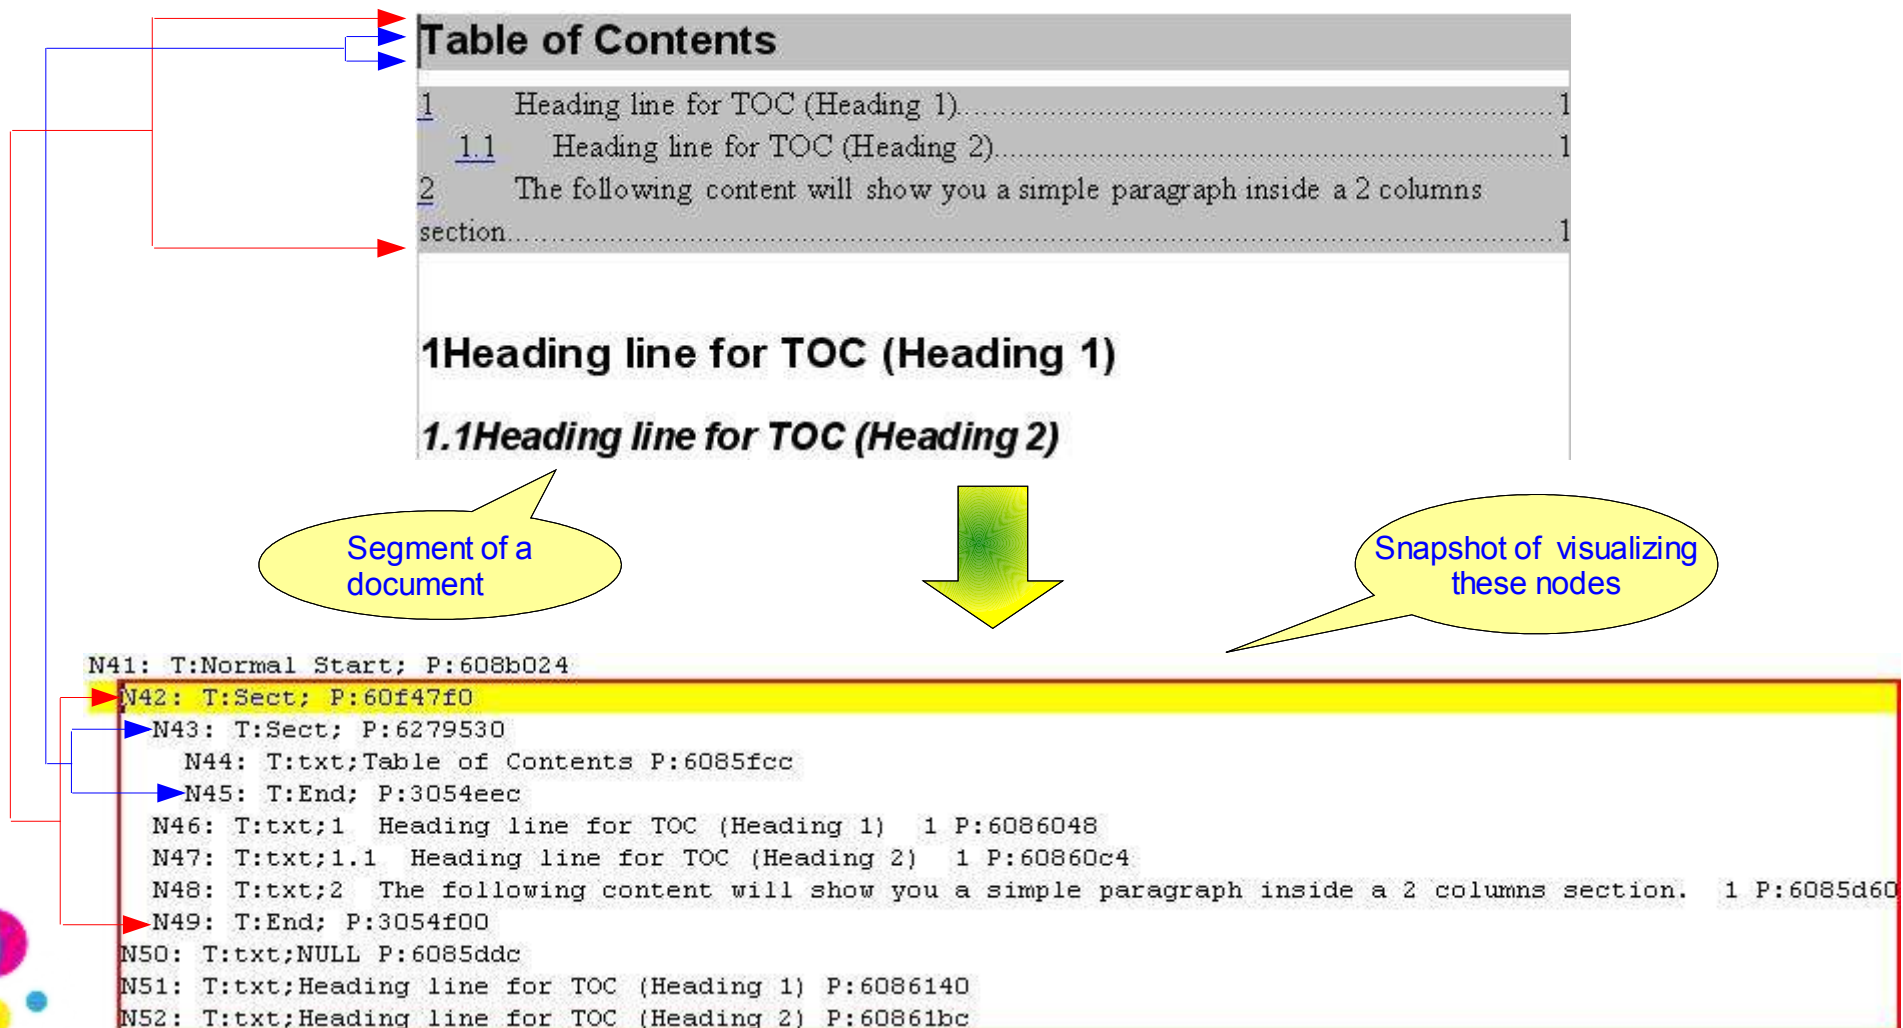 Table of Contents
1 Heading line for TOC (Heading 1)........................................................ 1
1.1 Heading line for TOC (Heading 2)........................................................ 1
2 The following content will show you a simple paragraph inside a 2 columns
section........................................................ 1
1Heading line for TOC (Heading 1)
1.1Heading line for TOC (Heading 2)
Segment of a
document
Snapshot of visualizing
these nodes
N41: T:Normal Start; P:608b024
N42: T:Sect; P:60f47f0
N43: T:Sect; P:6279530
N44: T:txt;Table of Contents P:6085fcc
N45: T:End; P:3054eec
N46: T:txt;1 Heading line for TOC (Heading 1) 1 P:6086048
N47: T:txt;1.1 Heading line for TOC (Heading 2) 1 P:60860c4
N48: T:txt;2 The following content will show you a simple paragraph inside a 2 columns section. 1 P:6085d60
N49: T:End; P:3054f00
N50: T:txt;NULL P:6085ddc
N51: T:txt;Heading line for TOC (Heading 1) P:6086140
N52: T:txt;Heading line for TOC (Heading 2) P:60861bc